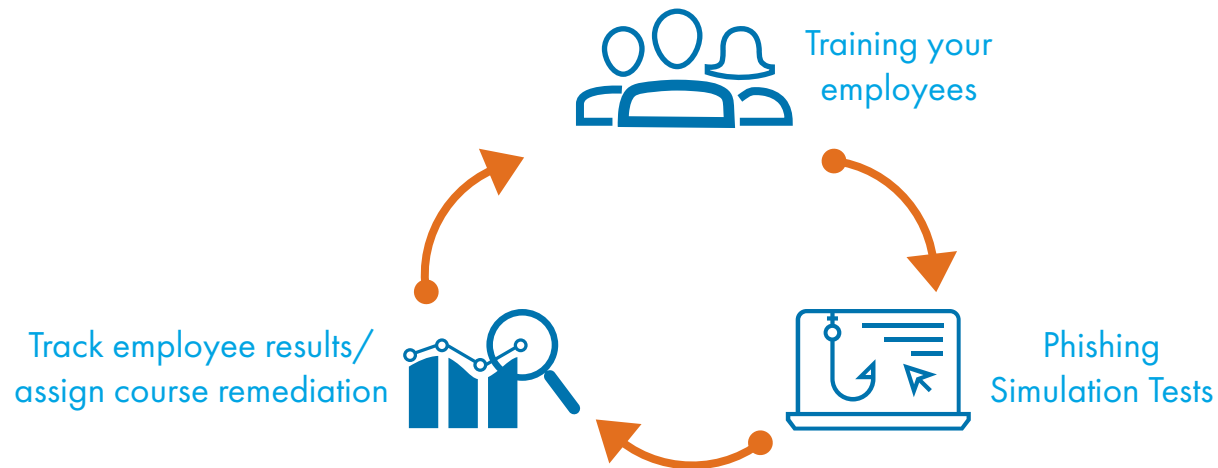 Training your
employees
Track employee results/
assign course remediation
Phishing
Simulation Tests